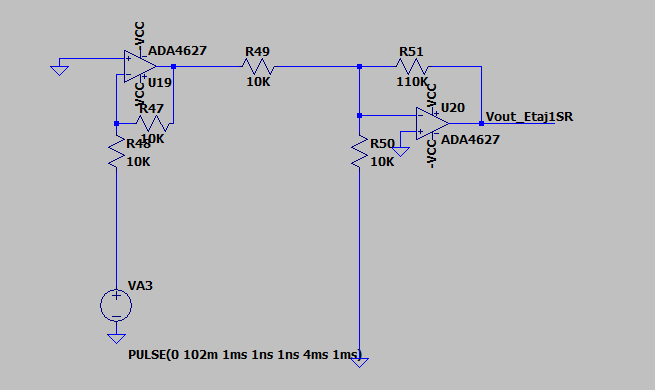 -VCC
ADA4627
U19
VCC
R49
10K
R51
110K
VCC
U20
Vout_Etaj1SR
ADA4627
-VCC
R47
10K
R48
10K
R50
10K
VA3
PULSE(0 102m 1ms 1ns 1ns 4ms 1ms)